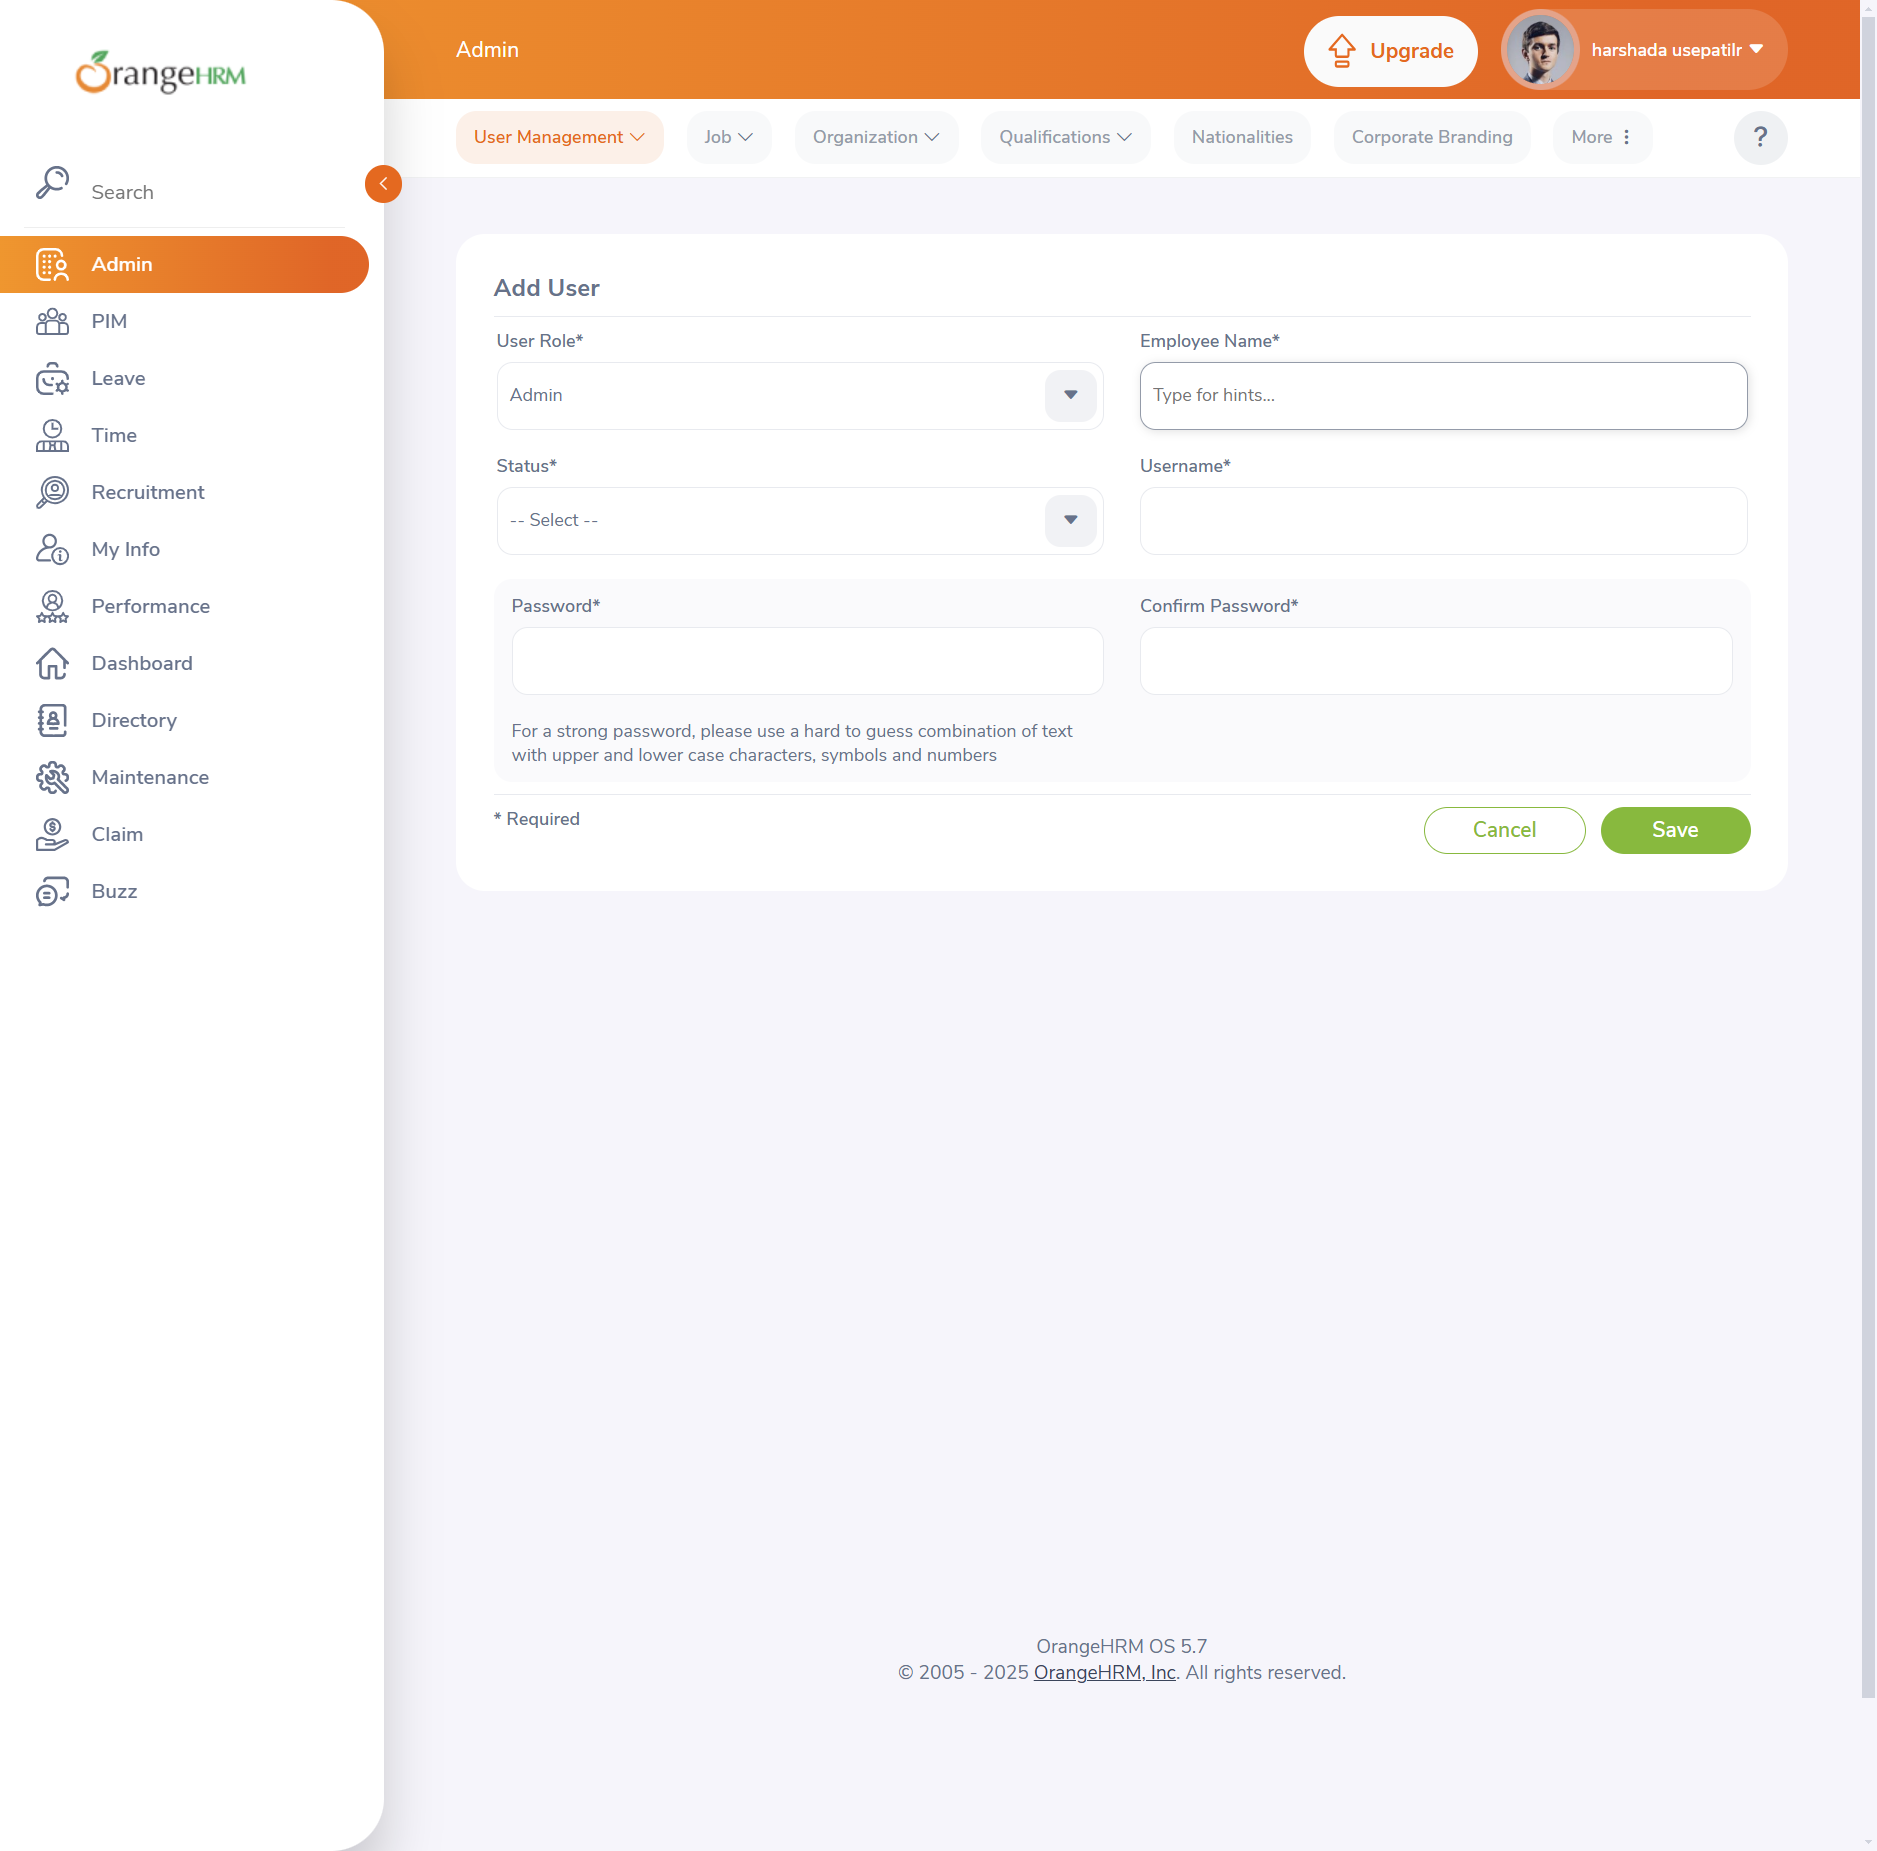 OrangeHRM
Search
Admin
PIM
Leave
Time
Recruitment
My Info
Performance
Dashboard
Directory
Maintenance
Claim
Buzz
Admin
Upgrade
harshada usepatilr
User Management
Job
Organization
Qualifications
Nationalities
Corporate Branding
More
?
Add User
User Role*
Employee Name*
Admin
Type for hints...
Status*
Username*
-- Select --
Password*
Confirm Password*
For a strong password, please use a hard to guess combination of text
with upper and lower case characters, symbols and numbers
* Required
Cancel
Save
OrangeHRM OS 5.7
© 2005 - 2025 OrangeHRM, Inc. All rights reserved.